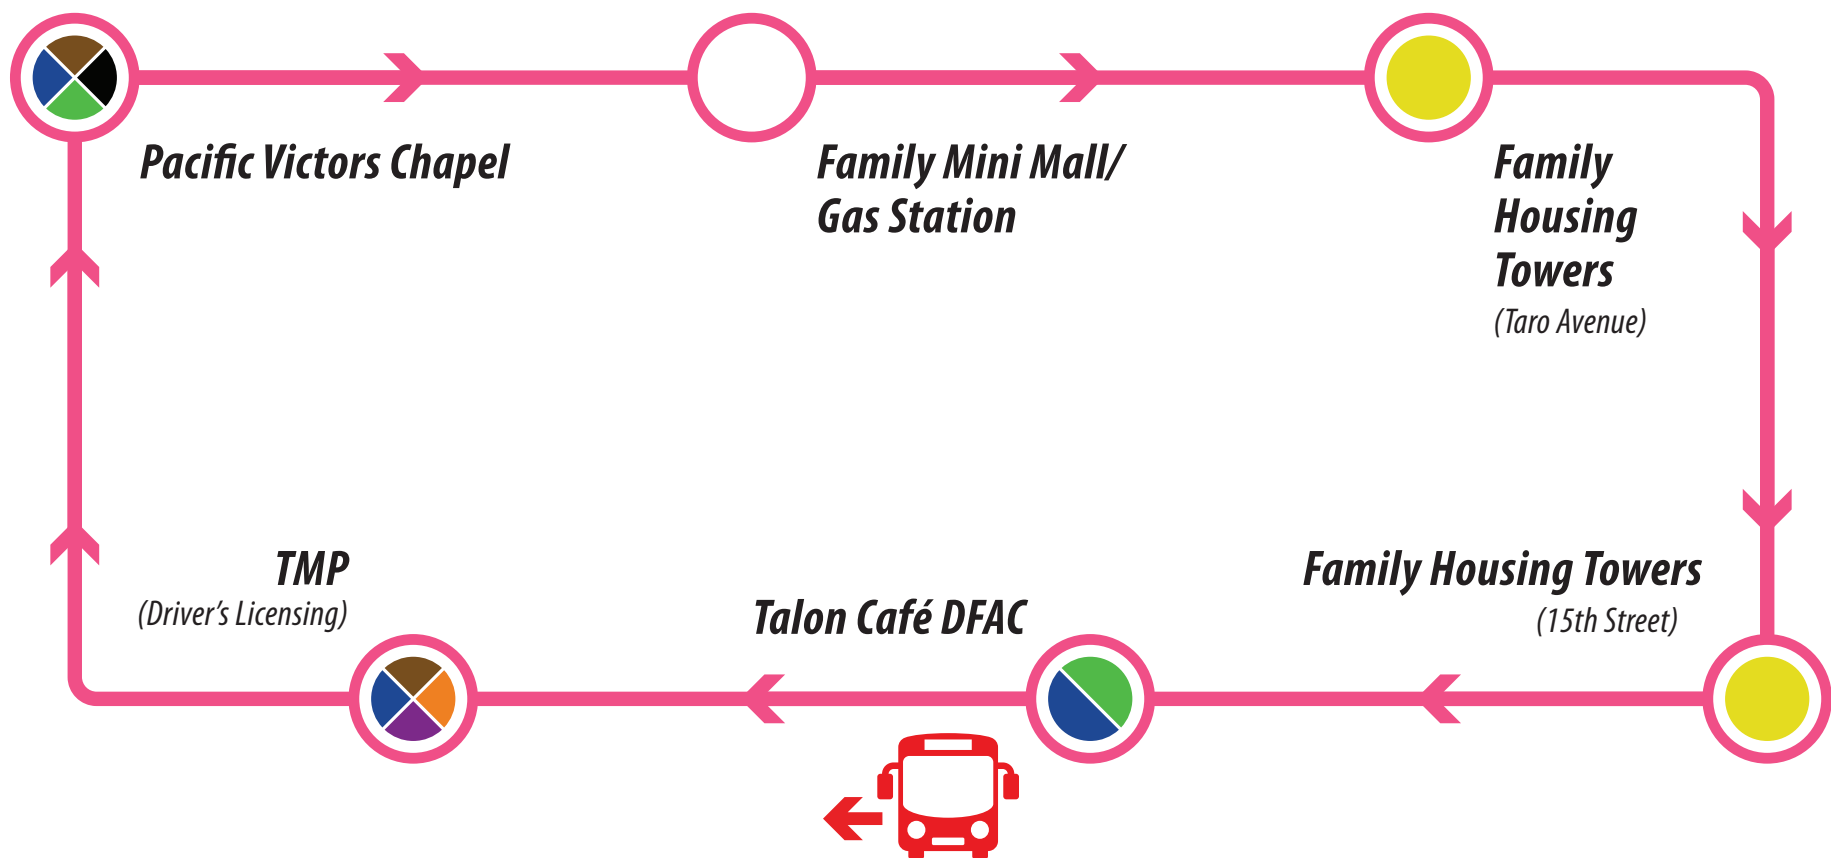 Pacific Victors Chapel
Family Mini Mall/
Gas Station
Family
Housing
Towers
(Taro Avenue)
TMP
(Driver's Licensing)
Talon Café DFAC
Family Housing Towers
(15th Street)